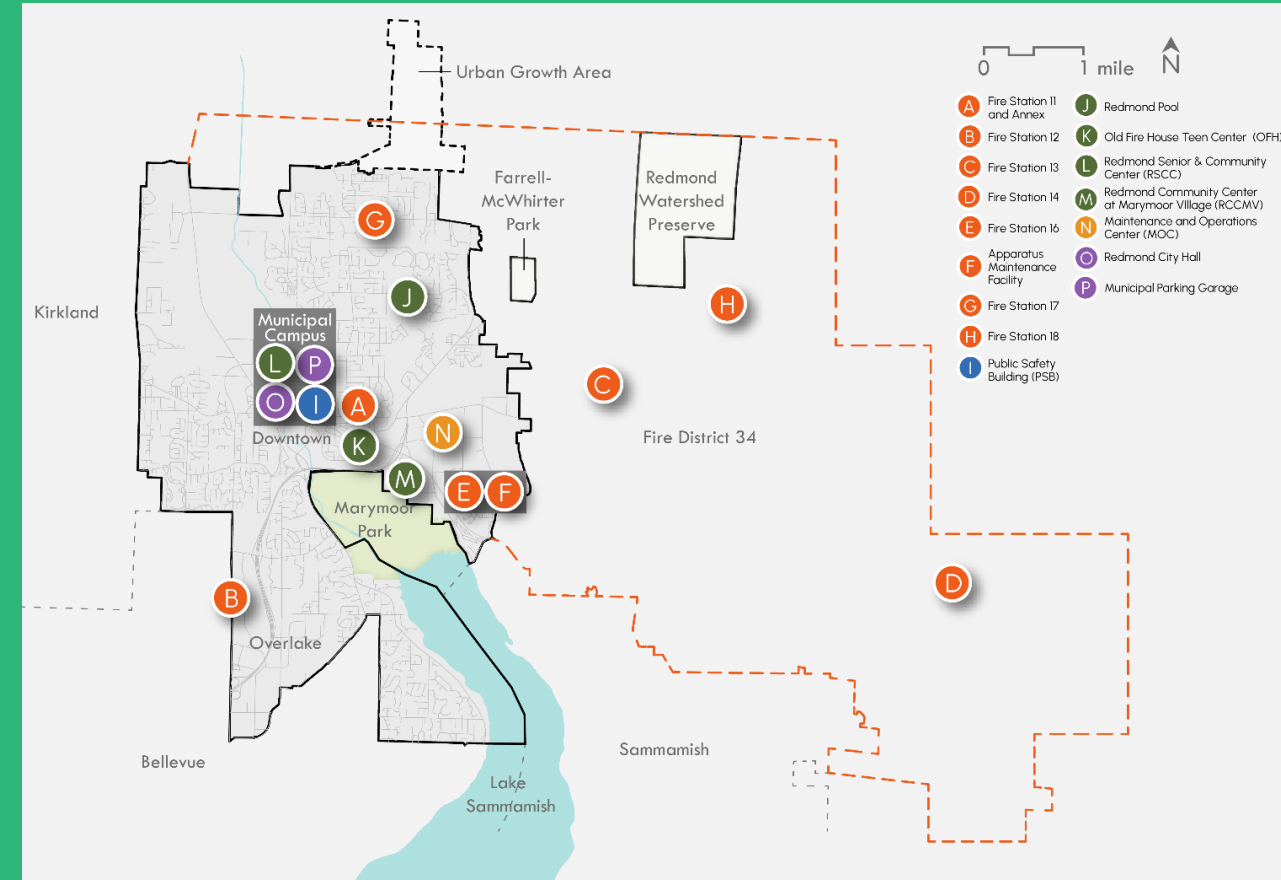 Urban Growth Area
0 1 mile N
A Fire Station 11
and Annex
B Fire Station 12
C Fire Station 13
D Fire Station 14
E Fire Station 16
F Apparatus
Maintenance
Facility
G Fire Station 17
H Fire Station 18
I Public Safety
Building (PSB)
J Redmond Pool
K Old Fire House Teen Center (OFH)
L Redmond Senior & Community
Center (RSCC)
M Redmond Community Center
at Marymoor VIllage (RCCMV)
N Maintenance and Operations
Center (MOC)
O Redmond City Hall
P Municipal Parking Garage
Farrell-
McWhirter
Park
Redmond
Watershed
Preserve
G
J
H
Kirkland
Municipal
Campus
L P
O I
A
C
Downtown
K
N
Fire District 34
M
E F
Marymoor
Park
D
B
Overlake
Bellevue
Sammamish
Lake
Sammamish